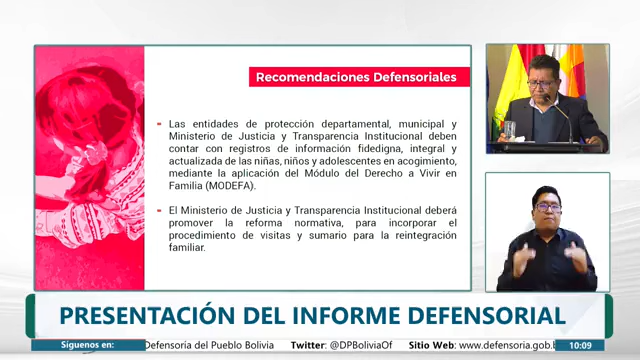 Recomendaciones Defensoriales
- Las entidades de protección departamental, municipal y
Ministerio de Justicia y Transparencia Institucional deben
contar con registros de información fidedigna, integral y
actualizada de las niñas, niños y adolescentes en acogimiento,
mediante la aplicación del Módulo del Derecho a Vivir en
Familia (MODEFA).
- El Ministerio de Justicia y Transparencia Institucional deberá
promover la reforma normativa, para incorporar el
procedimiento de visitas y sumario para la reintegración
familiar.
PRESENTACIÓN DEL INFORME DEFENSORIAL
Síguenos en: Defensoría del Pueblo Bolivia Twitter: @DPBoliviaOf Sitio Web: www.defensoria.gob.b 10:09